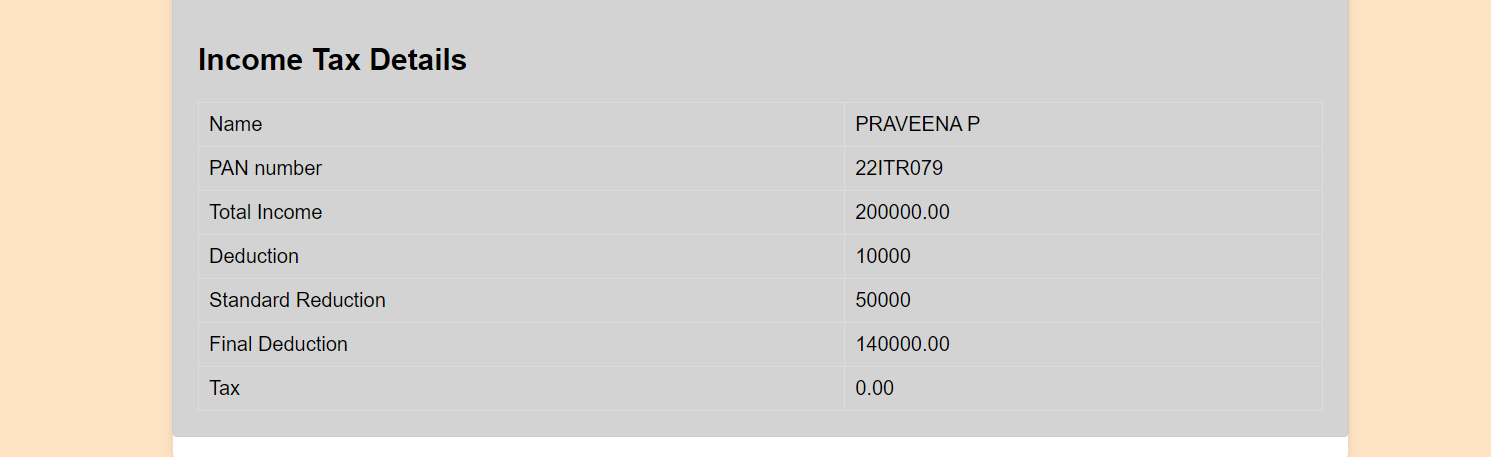 Income Tax Details
Name PRAVEENA P
PAN number 22ITR079
Total Income 200000.00
Deduction 10000
Standard Reduction 50000
Final Deduction 140000.00
Tax 0.00